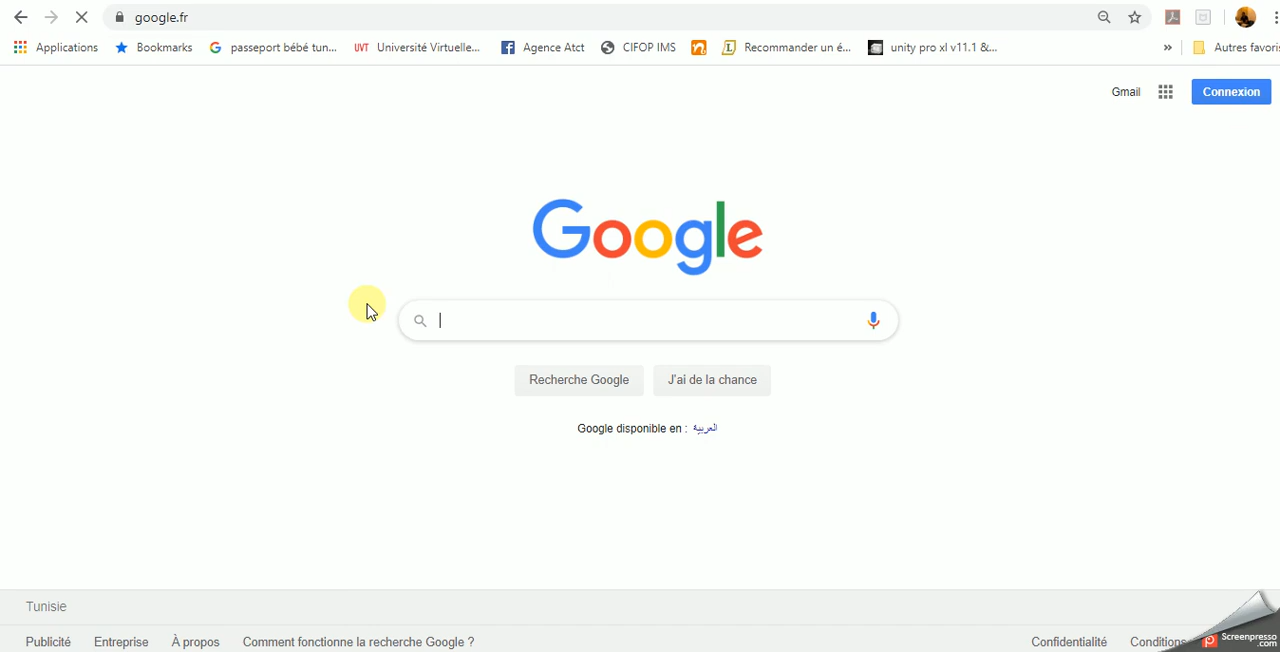 google.fr
Applications Bookmarks passeport bébé tun... UVT Université Virtuelle... Agence Atct CIFOP IMS Recommander un é... unity pro xl v11.1 &... » Autres favoris
Gmail Connexion
Google
Recherche Google J'ai de la chance
Google disponible en : العربية
Tunisie
Publicité Entreprise À propos Comment fonctionne la recherche Google ? Confidentialité Conditions
Screenpresso
.com